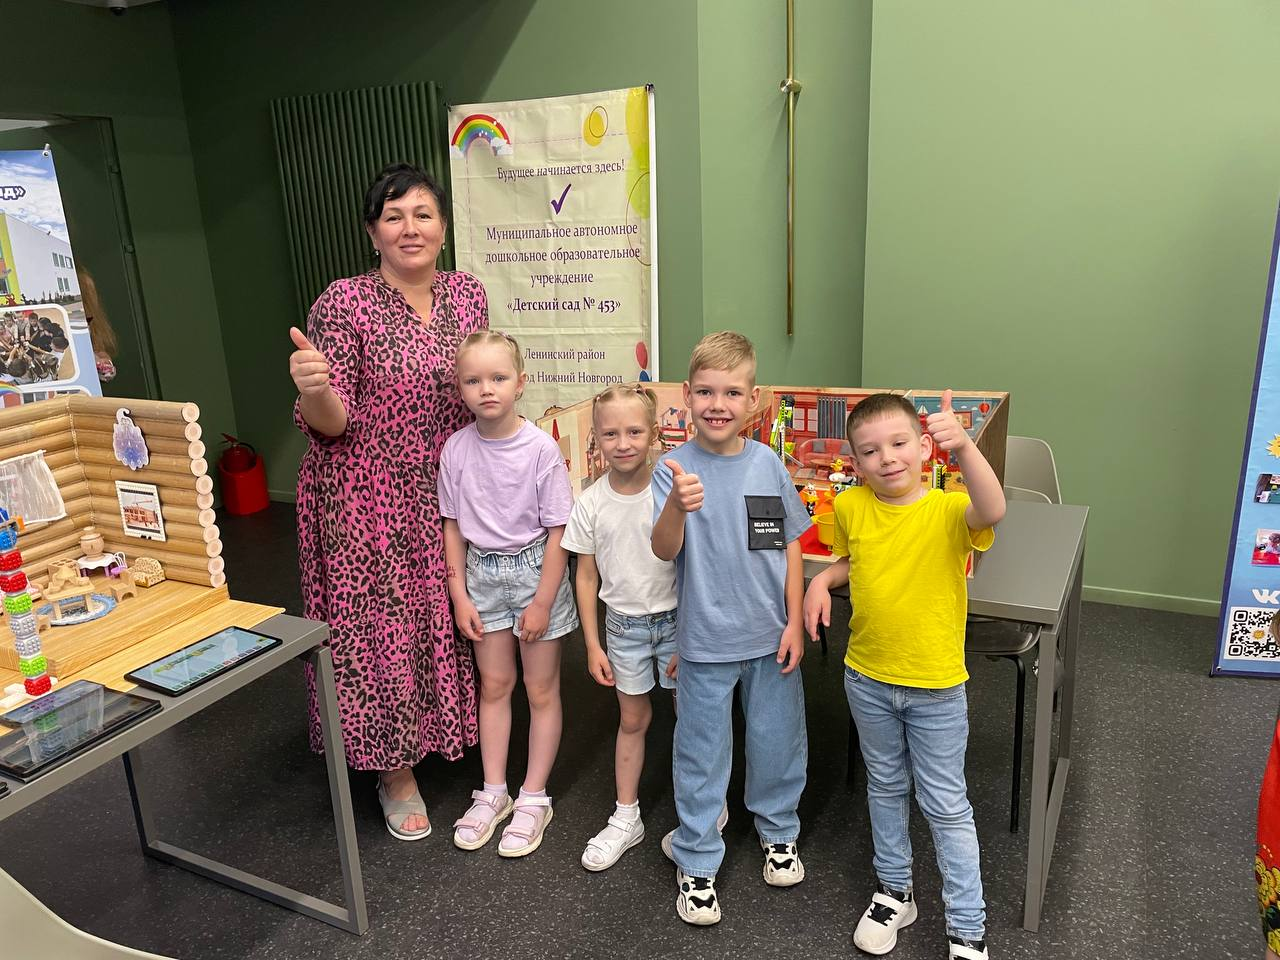 Будущее начинается здесь!
Муниципальное автономное
дошкольное образовательное
учреждение
«Детский сад № 453»
Ленинский район
Нижний Новгород
BELIEVE IN
YOUR POWER